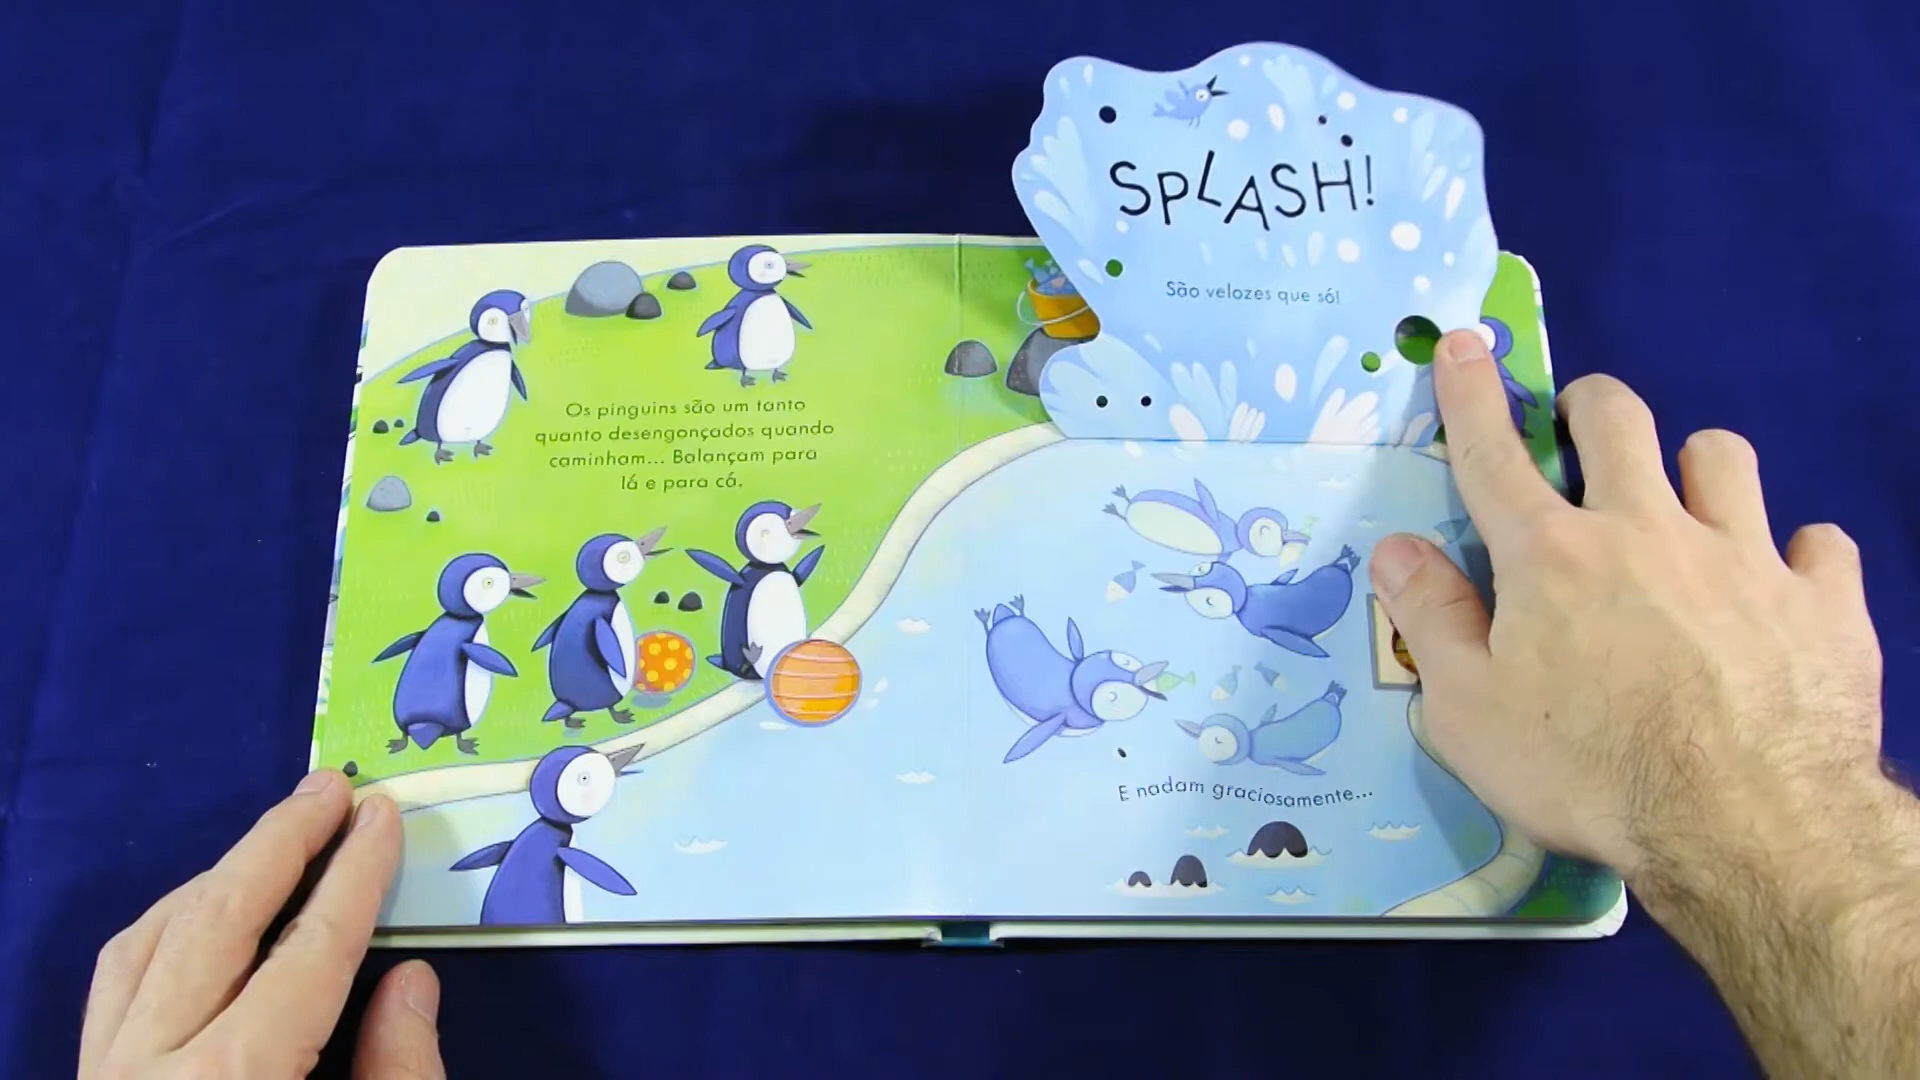 Os pinguins são um tanto
quanto desengonçados quando
caminham... Balançam para
lá e para cá.
SPLASH!
São velozes que só!
E nadam graciosamente...